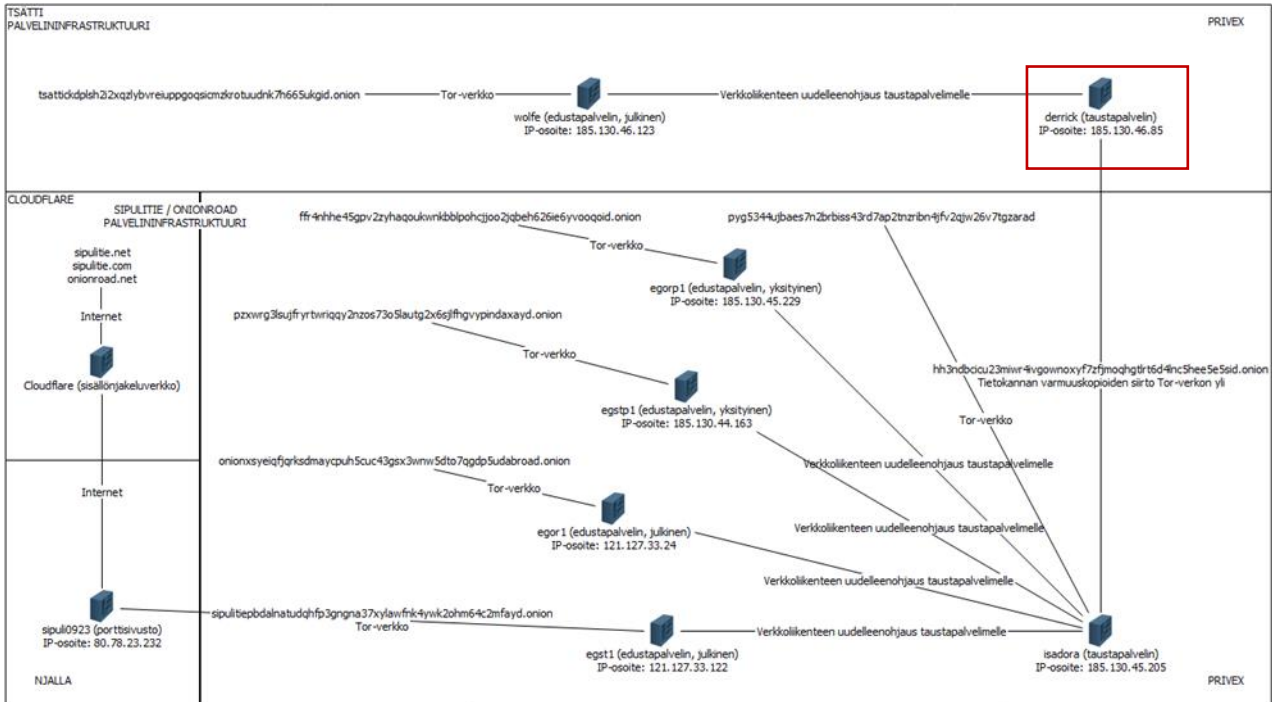 TSÄTTI
PALVELININFRASTRUKTUURI
PRIVEX
tsattickdplsh2i2xqzlybvreiuppgoqsicmzkrotuudnk7h665ukgid.onion
Tor-verkko
Verkkoliikenteen uudelleenohjaus taustapalvelimelle
wolfe (edustapalvelin, julkinen)
IP-osoite: 185.130.46.123
derrick (taustapalvelin)
IP-osoite: 185.130.46.85
CLOUDFLARE
SIPULITIE / ONIONROAD
PALVELININFRASTRUKTUURI
ffr4nhhe45gpv2zyhaqoukwnkbblpohcjjoo2jqbeh626ie6yvooqoid.onion
pyg5344ujbaes7n2brbiss43rd7ap2tnzribn4jfv2qjw26v7tgzarad
Tor-verkko
sipulitie.net
sipulitie.com
onionroad.net
egorp1 (edustapalvelin, yksityinen)
IP-osoite: 185.130.45.229
Internet
pzxwrg3lsujfryrtwriqqy2nzos73o5lautg2x6sjlfhgvypindaxayd.onion
Tor-verkko
Cloudflare (sisällönjakeluverkko)
hh3ndbcicu23miwr4ivgownoxyf7zfjmoqhgtlrt6d4lnc5hee5e5sid.onion
Tietokannan varmuuskopioiden siirto Tor-verkon yli
egstp1 (edustapalvelin, yksityinen)
IP-osoite: 185.130.44.163
Tor-verkko
onionxsyeiqfjqrksdmaycpuh5cuc43gsx3wnw5dto7qgdp5udabroad.onion
Verkkoliikenteen uudelleenohjaus taustapalvelimelle
Tor-verkko
Internet
egor1 (edustapalvelin, julkinen)
IP-osoite: 121.127.33.24
Verkkoliikenteen uudelleenohjaus taustapalvelimelle
Verkkoliikenteen uudelleenohjaus taustapalvelimelle
sipulitiepbdalnatudqhfp3gngna37xylawfnk4ywk2ohm64c2mfayd.onion
Tor-verkko
sipuli0923 (porttisivusto)
IP-osoite: 80.78.23.232
Verkkoliikenteen uudelleenohjaus taustapalvelimelle
egst1 (edustapalvelin, julkinen)
IP-osoite: 121.127.33.122
isadora (taustapalvelin)
IP-osoite: 185.130.45.205
NJALLA
PRIVEX